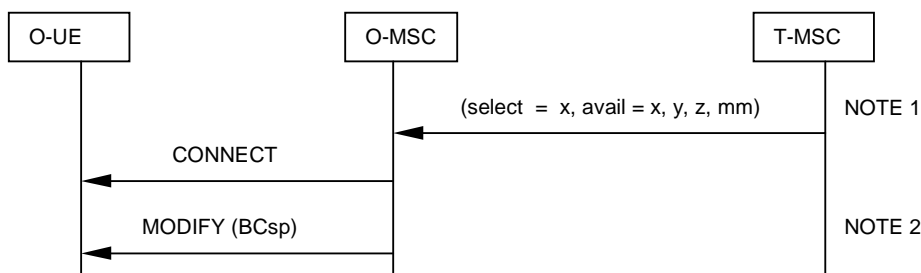 O-UE
O-MSC
T-MSC
(select = x, avail = x, y, z, mm)
NOTE 1
CONNECT
MODIFY (BCsp)
NOTE 2